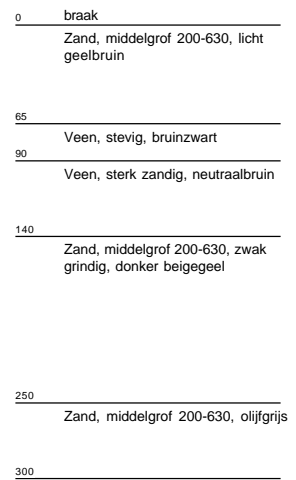 0 braak
Zand, middelgrof 200-630, licht
geelbruin
65
Veen, stevig, bruinzwart
90
Veen, sterk zandig, neutraalbruin
140
Zand, middelgrof 200-630, zwak
grindig, donker beigegeel
250
Zand, middelgrof 200-630, olijfgrijs
300